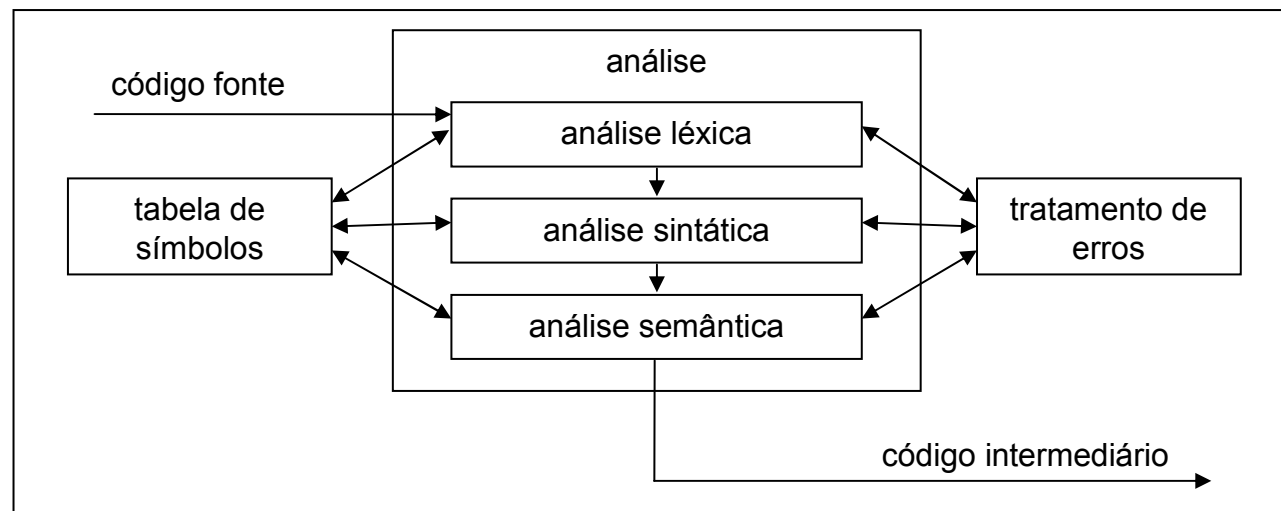 análise
código fonte
análise léxica
tabela de
símbolos
análise sintática
tratamento de
erros
análise semântica
código intermediário